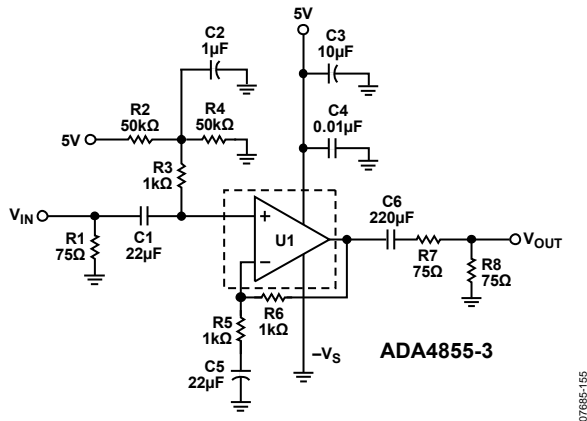 5V
C2
1µF
C3
10µF
R2
50kΩ
R4
50kΩ
C4
0.01µF
5V
R3
1kΩ
C6
220µF
VIN
+
U1
VOUT
R1
75Ω
C1
22µF
–
R7
75Ω
R8
75Ω
R5
1kΩ
R6
1kΩ
–VS
ADA4855-3
C5
22µF
07685-155